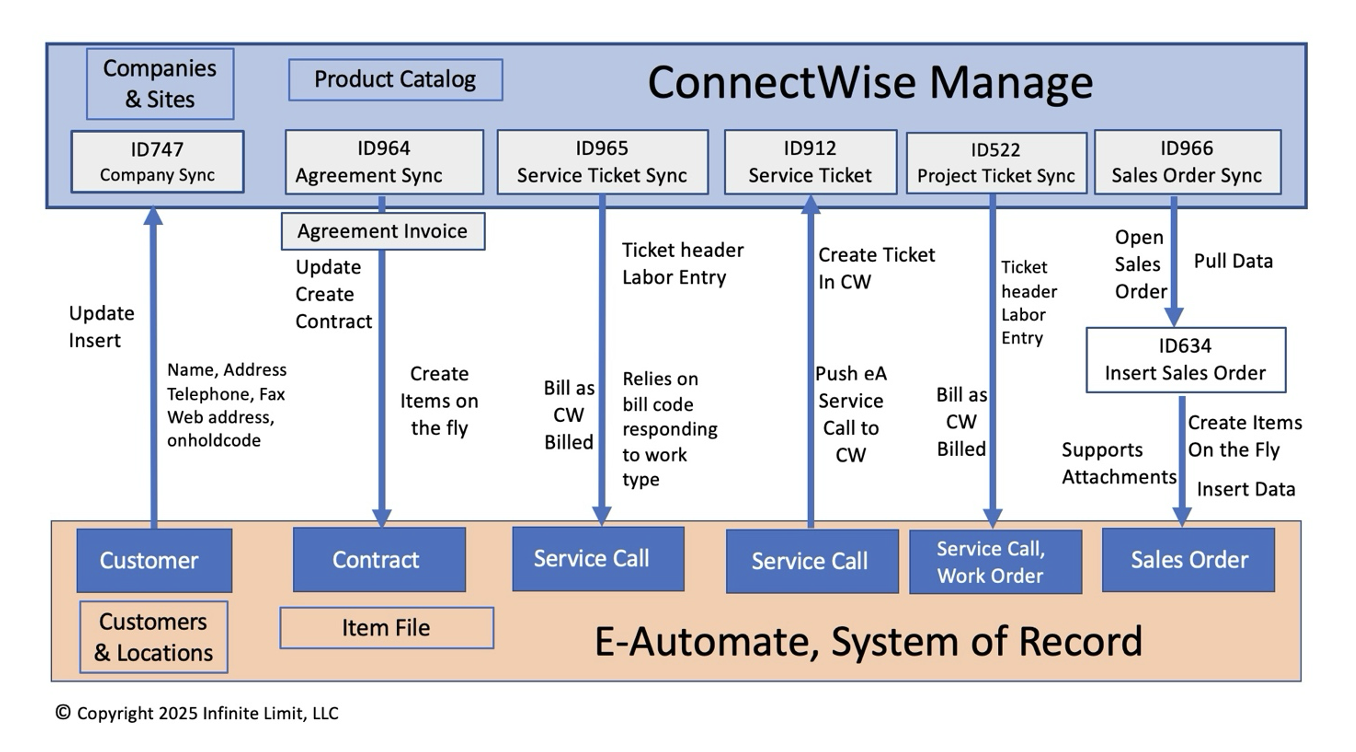 Companies
& Sites
Product Catalog
ConnectWise Manage
ID747
Company Sync
ID964
Agreement Sync
ID965
Service Ticket Sync
ID912
Service Ticket
ID522
Project Ticket Sync
ID966
Sales Order Sync
Agreement Invoice
Update
Insert
Name, Address
Telephone, Fax
Web address,
onholdcode
Update
Create
Contract
Create
Items on
the fly
Ticket header
Labor Entry
Bill as
CW
Billed
Relies on
bill code
responding
to work
type
Create Ticket
In CW
Push eA
Service
Call to
CW
Ticket
header
Labor
Entry
Bill as
CW
Billed
Open
Sales
Order
Pull Data
ID634
Insert Sales Order
Create Items
On the Fly
Supports
Attachments
Insert Data
Customer
Contract
Service Call
Service Call
Service Call,
Work Order
Sales Order
Customers
& Locations
Item File
E-Automate, System of Record
© Copyright 2025 Infinite Limit, LLC